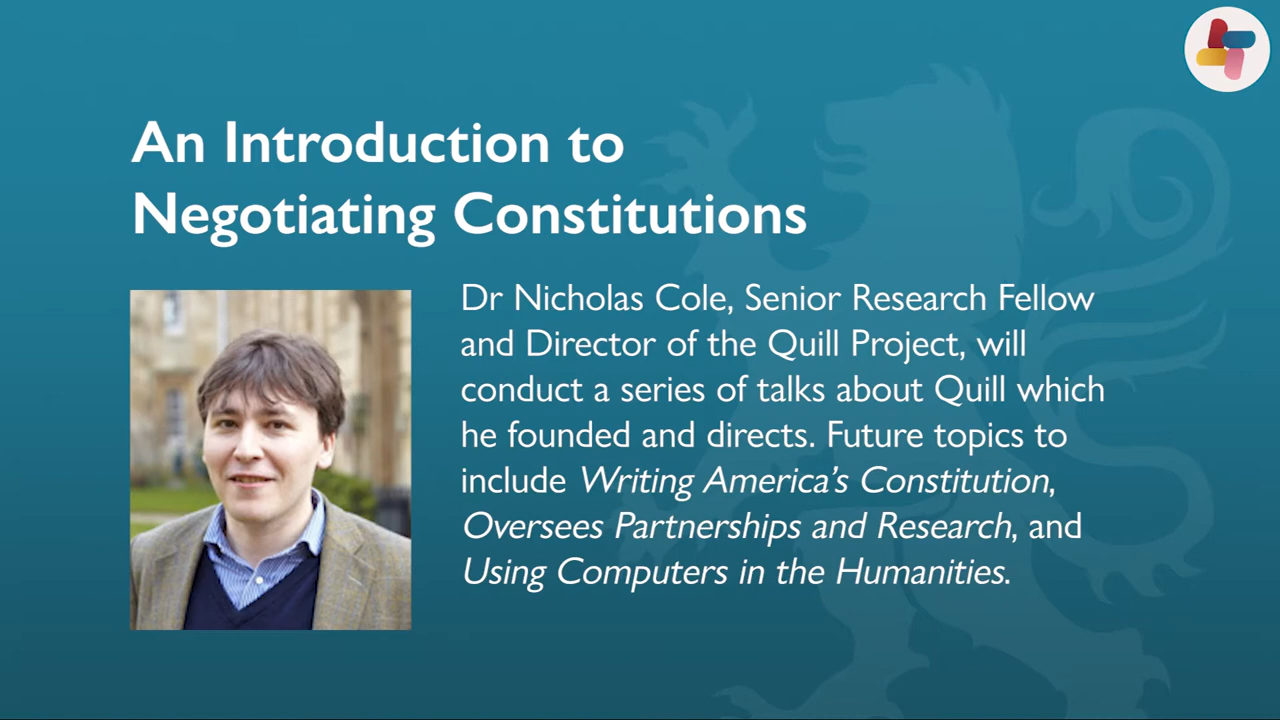 An Introduction to
Negotiating Constitutions
Dr Nicholas Cole, Senior Research Fellow
and Director of the Quill Project, will
conduct a series of talks about Quill which
he founded and directs. Future topics to
include Writing America's Constitution,
Oversees Partnerships and Research, and
Using Computers in the Humanities.